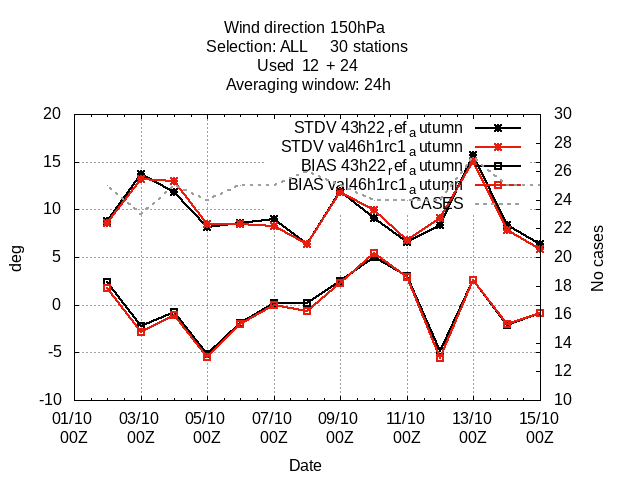 Wind direction 150hPa
Selection: ALL 30 stations
Used 12 + 24
Averaging window: 24h
STDV 43h22_ref_autumn
STDV val46h1rc1_autumn
BIAS 43h22_ref_autumn
BIAS val46h1rc1_autumn
CASES
20
15
10
5
0
-5
-10
deg
30
28
26
24
22
20
18
16
14
12
10
No cases
01/10 03/10 05/10 07/10 09/10 11/10 13/10 15/10
00Z 00Z 00Z 00Z 00Z 00Z 00Z 00Z
Date